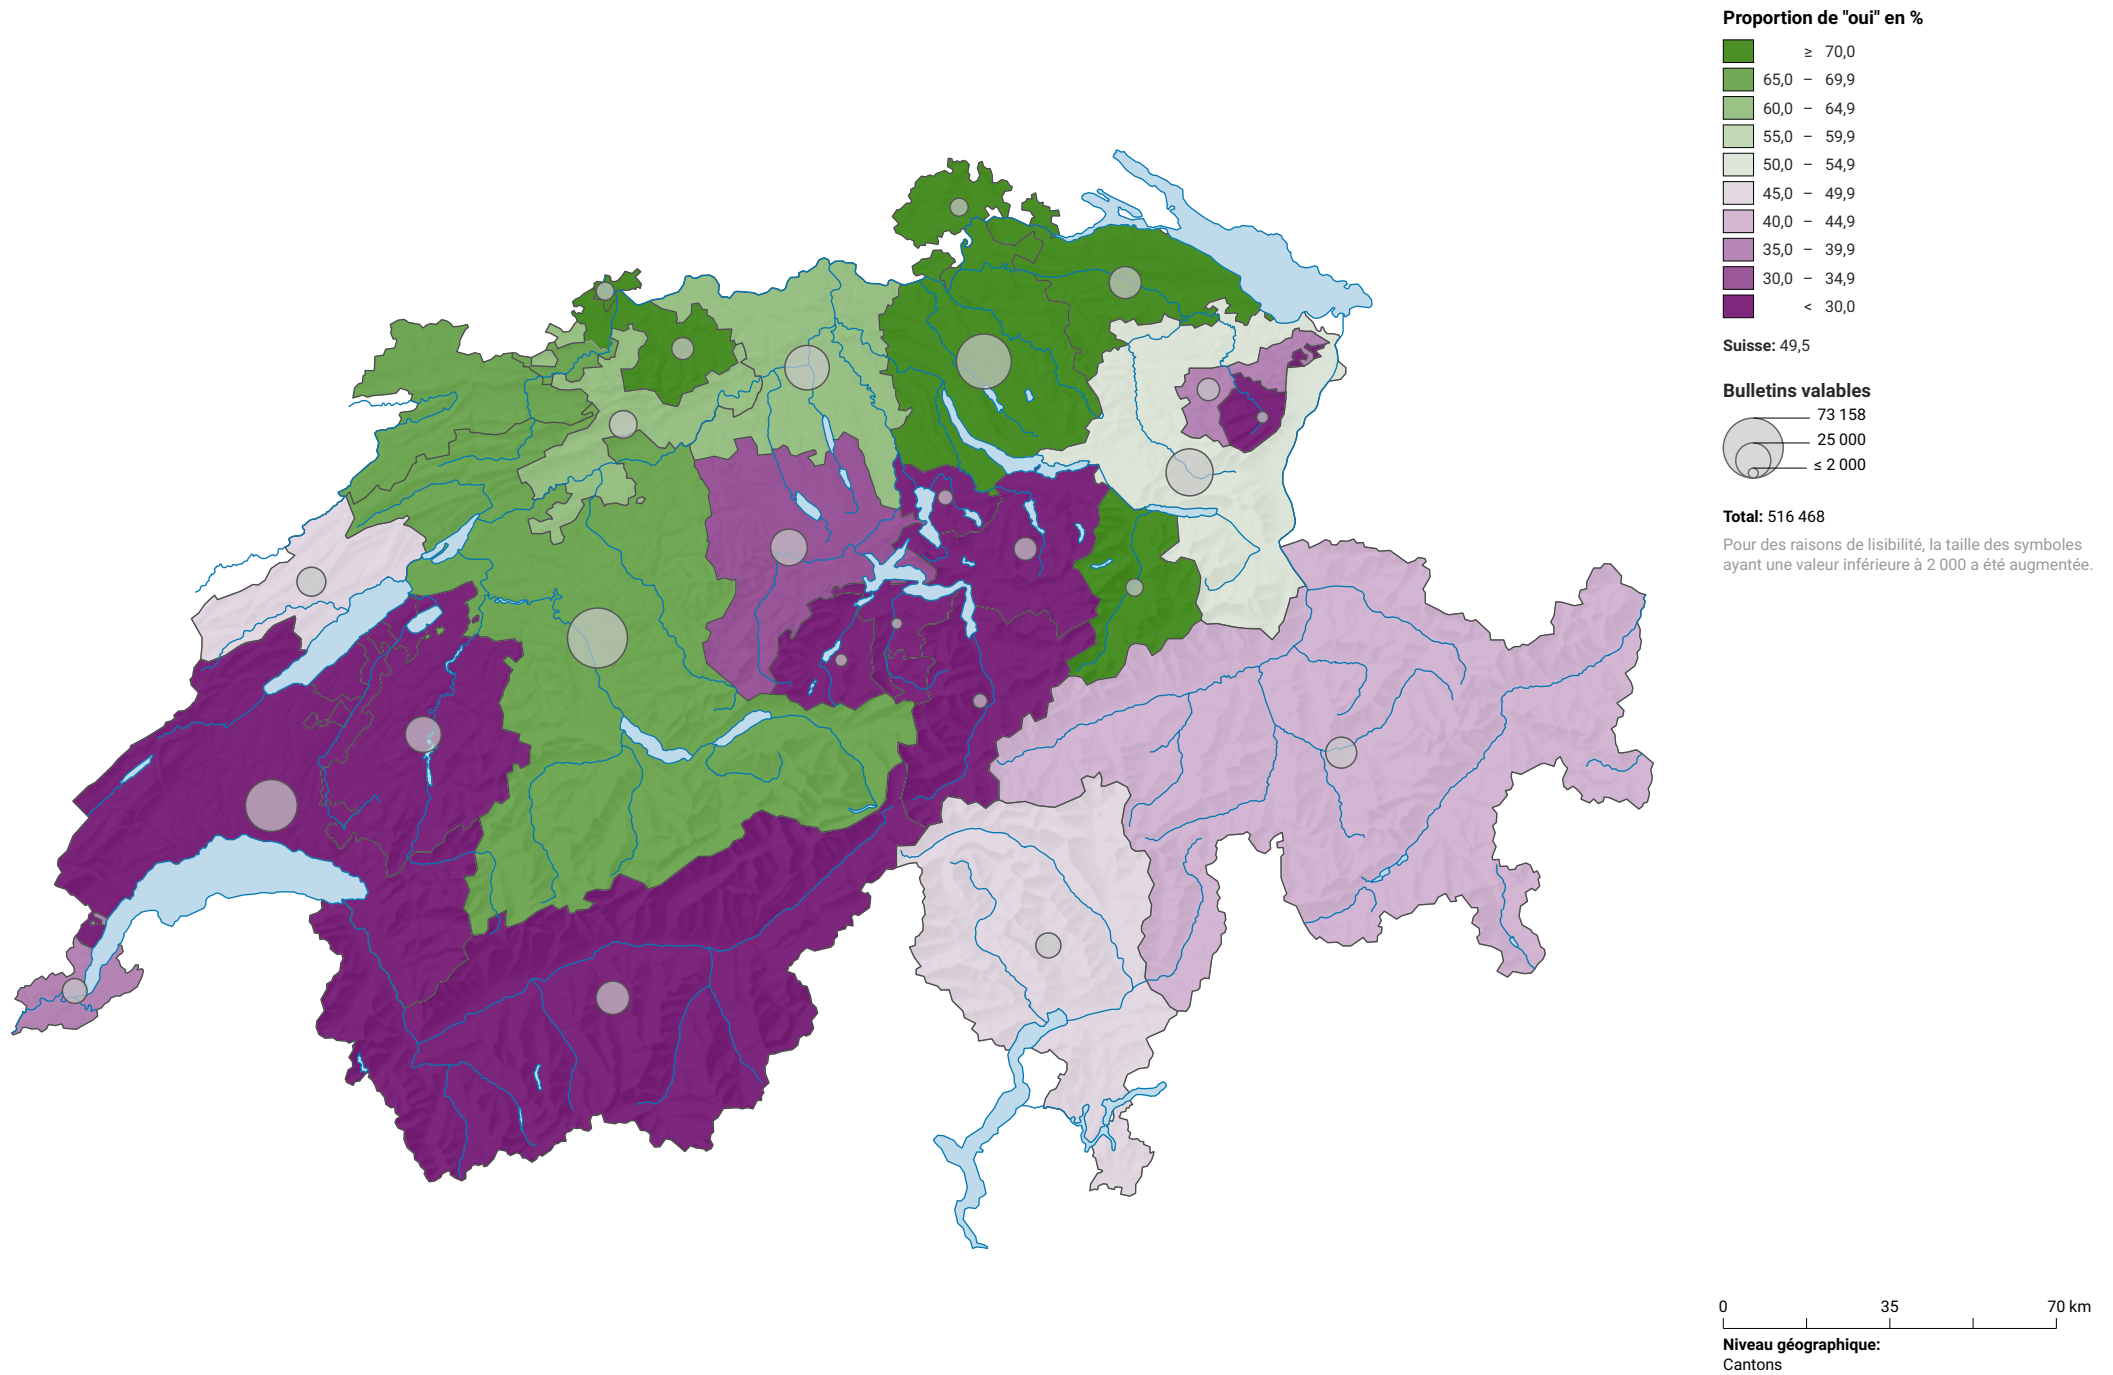 Proportion de "oui" en %
≥ 70,0
65,0 – 69,9
60,0 – 64,9
55,0 – 59,9
50,0 – 54,9
45,0 – 49,9
40,0 – 44,9
35,0 – 39,9
30,0 – 34,9
< 30,0
Suisse: 49,5
Bulletins valables
73 158
25 000
≤ 2 000
Total: 516 468
Pour des raisons de lisibilité, la taille des symboles
ayant une valeur inférieure à 2 000 a été augmentée.
0 35 70 km
Niveau géographique:
Cantons